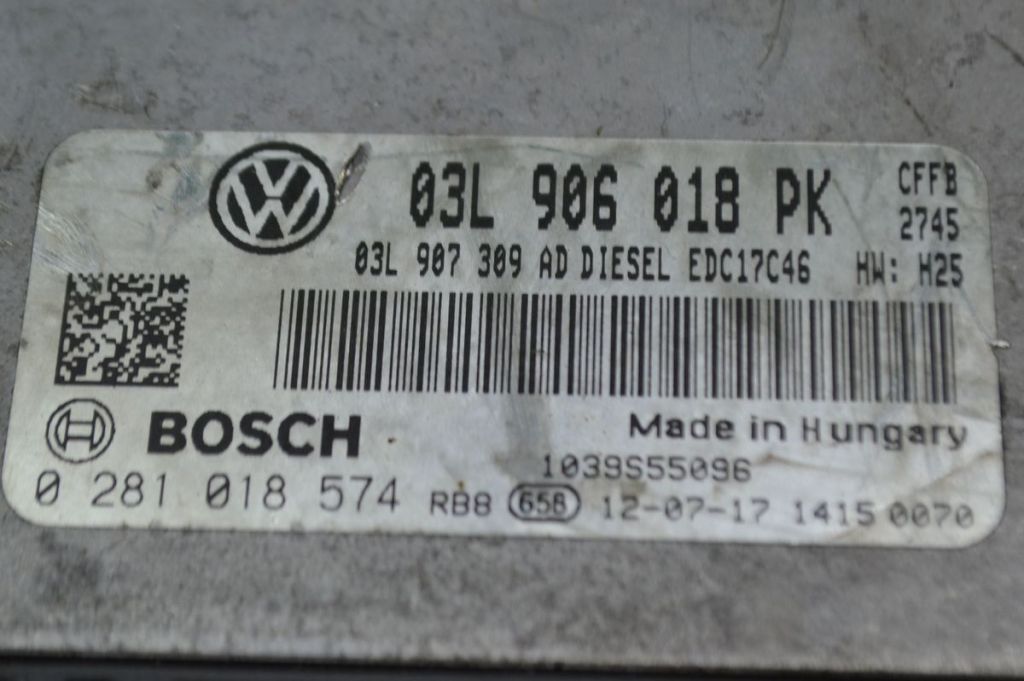 03L 906 018 PK CFFB
2745
03L 907 309 AD DIESEL EDC17C46 HW: H25
BOSCH
Made in Hungary
1039S55096
0 281 018 574 RB8 658 12-07-17 1415 0070